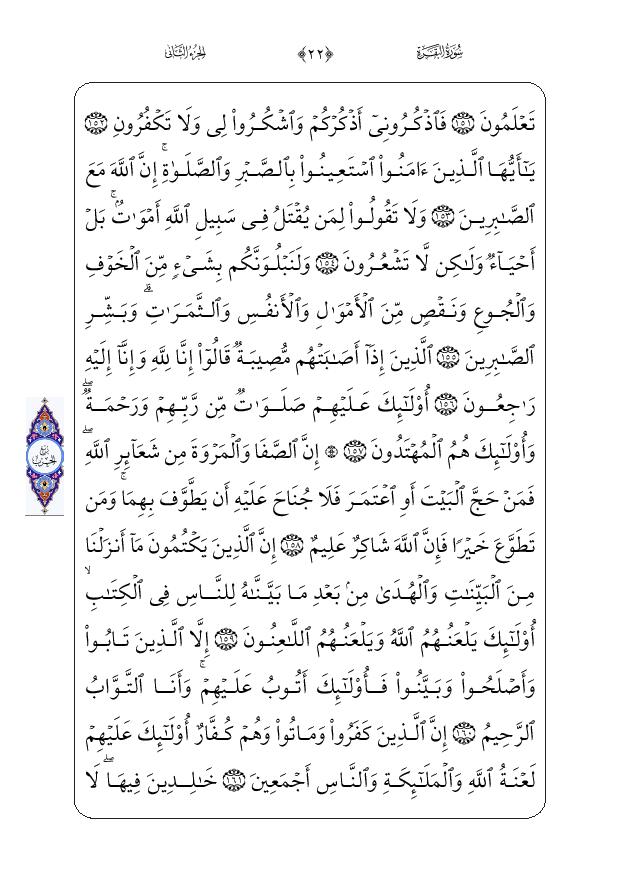 سُورَةُ البَقَرَة ﴿٢٢﴾ الجزءُ الثَّانِي
تَعْلَمُونَ ١٥١ فَٱذْكُرُونِىٓ أَذْكُرْكُمْ وَٱشْكُرُوا۟ لِى وَلَا تَكْفُرُونِ ١٥٢
يَـٰٓأَيُّهَا ٱلَّذِينَ ءَامَنُوا۟ ٱسْتَعِينُوا۟ بِٱلصَّبْرِ وَٱلصَّلَوٰةِ ۚ إِنَّ ٱللَّهَ مَعَ
ٱلصَّـٰبِرِينَ ١٥٣ وَلَا تَقُولُوا۟ لِمَن يُقْتَلُ فِى سَبِيلِ ٱللَّهِ أَمْوَٰتٌۢ ۚ بَلْ
أَحْيَآءٌ وَلَـٰكِن لَّا تَشْعُرُونَ ١٥٤ وَلَنَبْلُوَنَّكُم بِشَىْءٍ مِّنَ ٱلْخَوْفِ
وَٱلْجُوعِ وَنَقْصٍ مِّنَ ٱلْأَمْوَٰلِ وَٱلْأَنفُسِ وَٱلثَّمَرَٰتِ ۗ وَبَشِّرِ
ٱلصَّـٰبِرِينَ ١٥٥ ٱلَّذِينَ إِذَآ أَصَـٰبَتْهُم مُّصِيبَةٌ قَالُوٓا۟ إِنَّا لِلَّهِ وَإِنَّآ إِلَيْهِ
رَٰجِعُونَ ١٥٦ أُو۟لَـٰٓئِكَ عَلَيْهِمْ صَلَوَٰتٌ مِّن رَّبِّهِمْ وَرَحْمَةٌ ۖ
وَأُو۟لَـٰٓئِكَ هُمُ ٱلْمُهْتَدُونَ ١٥٧ ۞ إِنَّ ٱلصَّفَا وَٱلْمَرْوَةَ مِن شَعَآئِرِ ٱللَّهِ ۖ
فَمَنْ حَجَّ ٱلْبَيْتَ أَوِ ٱعْتَمَرَ فَلَا جُنَاحَ عَلَيْهِ أَن يَطَّوَّفَ بِهِمَا ۚ وَمَن
تَطَوَّعَ خَيْرًا فَإِنَّ ٱللَّهَ شَاكِرٌ عَلِيمٌ ١٥٨ إِنَّ ٱلَّذِينَ يَكْتُمُونَ مَآ أَنزَلْنَا
مِنَ ٱلْبَيِّنَـٰتِ وَٱلْهُدَىٰ مِنۢ بَعْدِ مَا بَيَّنَّـٰهُ لِلنَّاسِ فِى ٱلْكِتَـٰبِ ۙ
أُو۟لَـٰٓئِكَ يَلْعَنُهُمُ ٱللَّهُ وَيَلْعَنُهُمُ ٱللَّـٰعِنُونَ ١٥٩ إِلَّا ٱلَّذِينَ تَابُوا۟
وَأَصْلَحُوا۟ وَبَيَّنُوا۟ فَأُو۟لَـٰٓئِكَ أَتُوبُ عَلَيْهِمْ ۚ وَأَنَا ٱلتَّوَّابُ
ٱلرَّحِيمُ ١٦٠ إِنَّ ٱلَّذِينَ كَفَرُوا۟ وَمَاتُوا۟ وَهُمْ كُفَّارٌ أُو۟لَـٰٓئِكَ عَلَيْهِمْ
لَعْنَةُ ٱللَّهِ وَٱلْمَلَـٰٓئِكَةِ وَٱلنَّاسِ أَجْمَعِينَ ١٦١ خَـٰلِدِينَ فِيهَا ۖ لَا